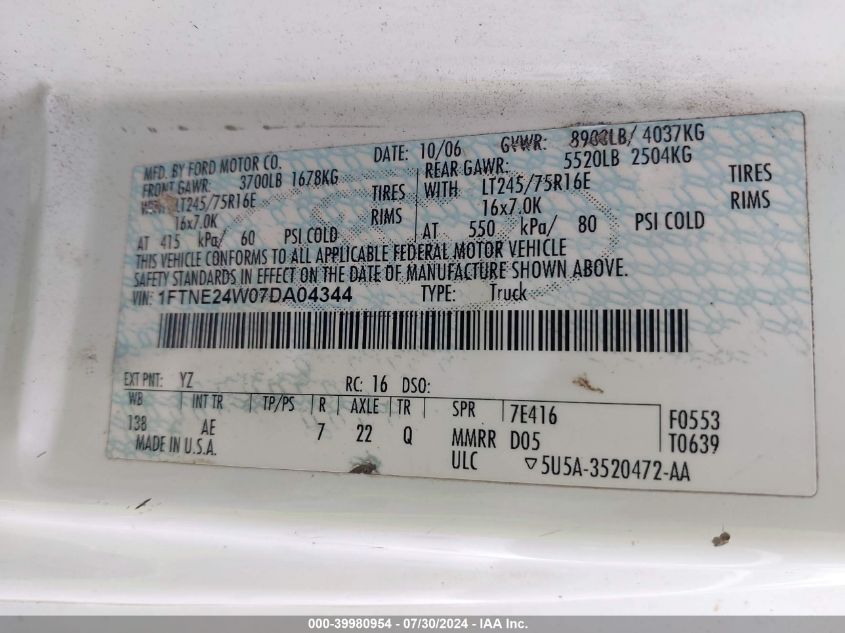 MFD. BY FORD MOTOR CO. DATE: 10/06 GVWR: 8900LB/ 4037KG
FRONT GAWR: 3700LB 1678KG REAR GAWR: 5520LB 2504KG
WITH LT245/75R16E TIRES WITH LT245/75R16E TIRES
16x7.0K RIMS 16x7.0K RIMS
AT 415 kPa/ 60 PSI COLD AT 550 kPa/ 80 PSI COLD
THIS VEHICLE CONFORMS TO ALL APPLICABLE FEDERAL MOTOR VEHICLE
SAFETY STANDARDS IN EFFECT ON THE DATE OF MANUFACTURE SHOWN ABOVE.
VIN: 1FTNE24W07DA04344 TYPE: Truck
EXT PNT: YZ RC: 16 DSO:
WB INT TR TP/PS R AXLE TR SPR 7E416 F0553
138 AE 7 22 Q MMRR D05 T0639
MADE IN U.S.A. ULC ▽5U5A-3520472-AA
000-39980954 - 07/30/2024 - IAA Inc.